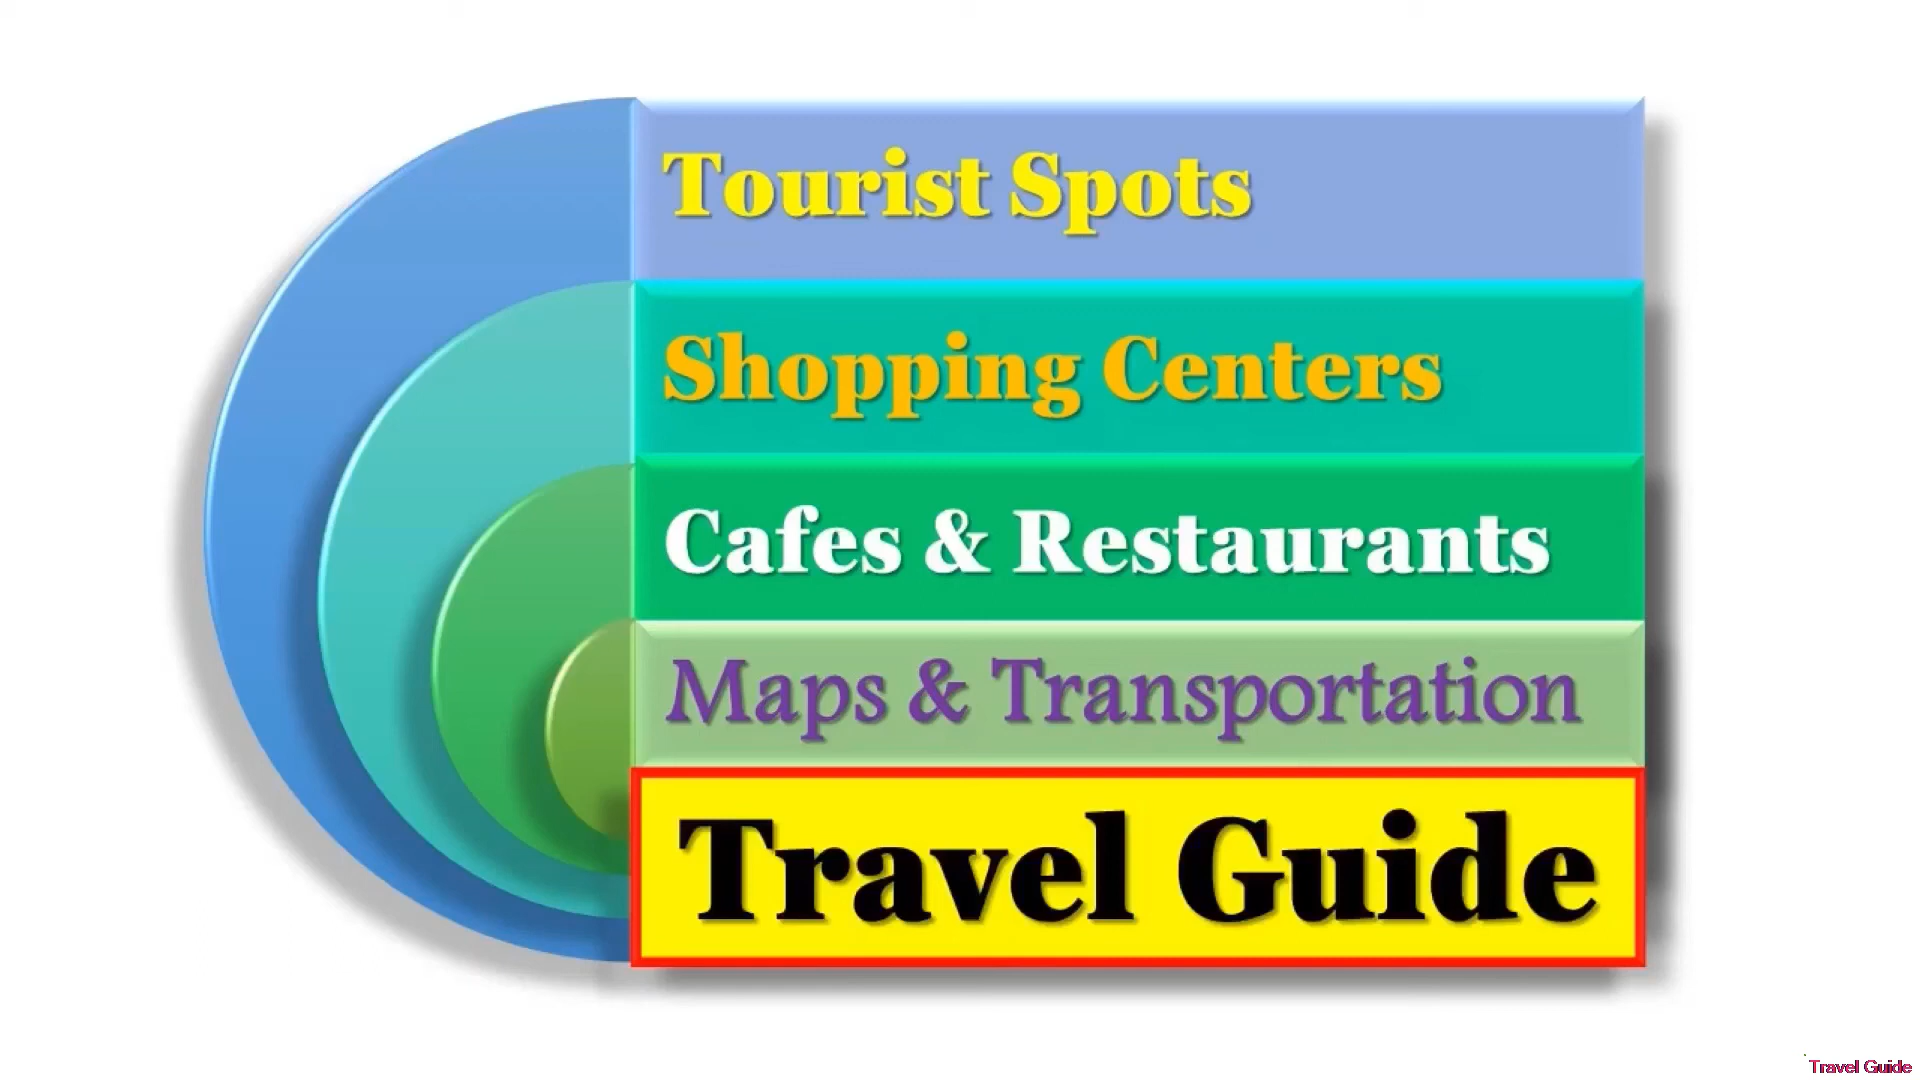 Tourist Spots
Shopping Centers
Cafes & Restaurants
Maps & Transportation
Travel Guide
Travel Guide